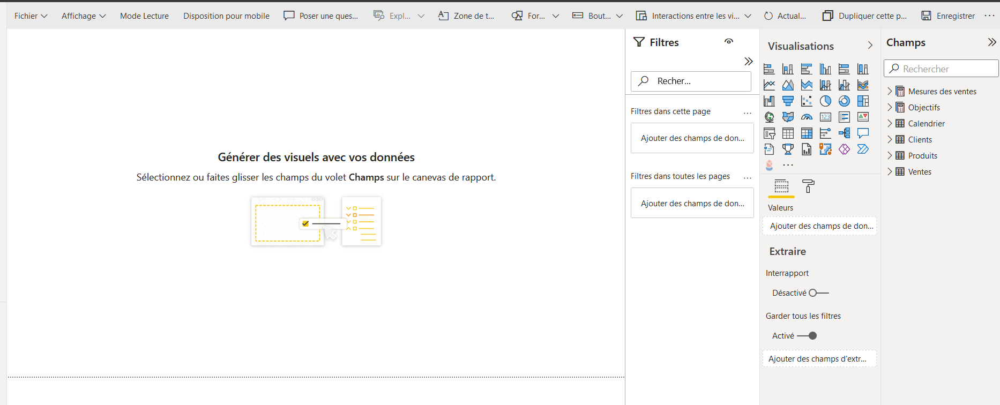 Fichier
Affichage
Mode Lecture
Disposition pour mobile
Poser une ques...
Expl...
Zone de t...
For...
Bout...
Interactions entre les vi...
Actual...
Dupliquer cette p...
Enregistrer
Générer des visuels avec vos données
Sélectionnez ou faites glisser les champs du volet Champs sur le canevas de rapport.
Filtres
Recher...
Filtres dans cette page
Ajouter des champs de don...
Filtres dans toutes les pages
Ajouter des champs de don...
Visualisations
123
Valeurs
Ajouter des champs de don...
Extraire
Interrapport
Désactivé
Garder tous les filtres
Activé
Ajouter des champs d'extr...
Champs
Rechercher
Mesures des ventes
Objectifs
Calendrier
Clients
Produits
Ventes